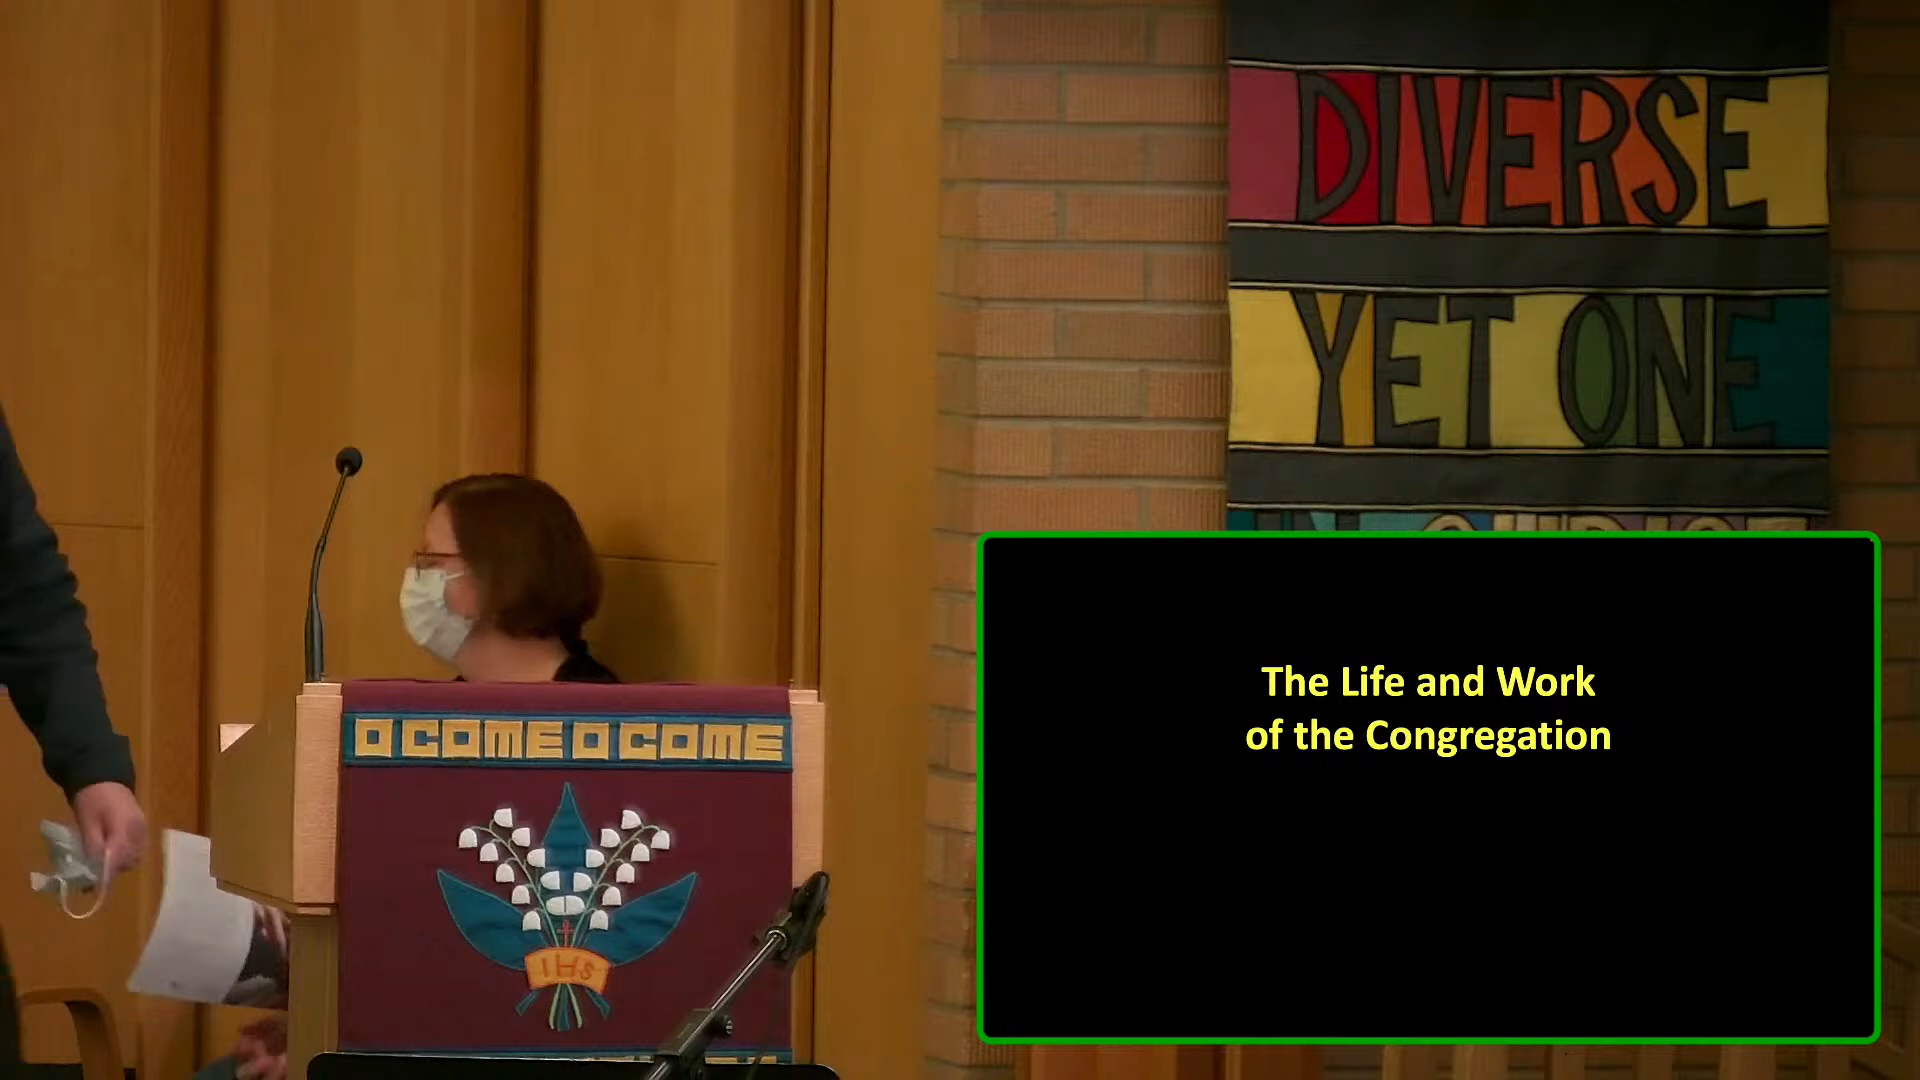 DIVERSE
YET ONE
O COME O COME
IHS
The Life and Work
of the Congregation